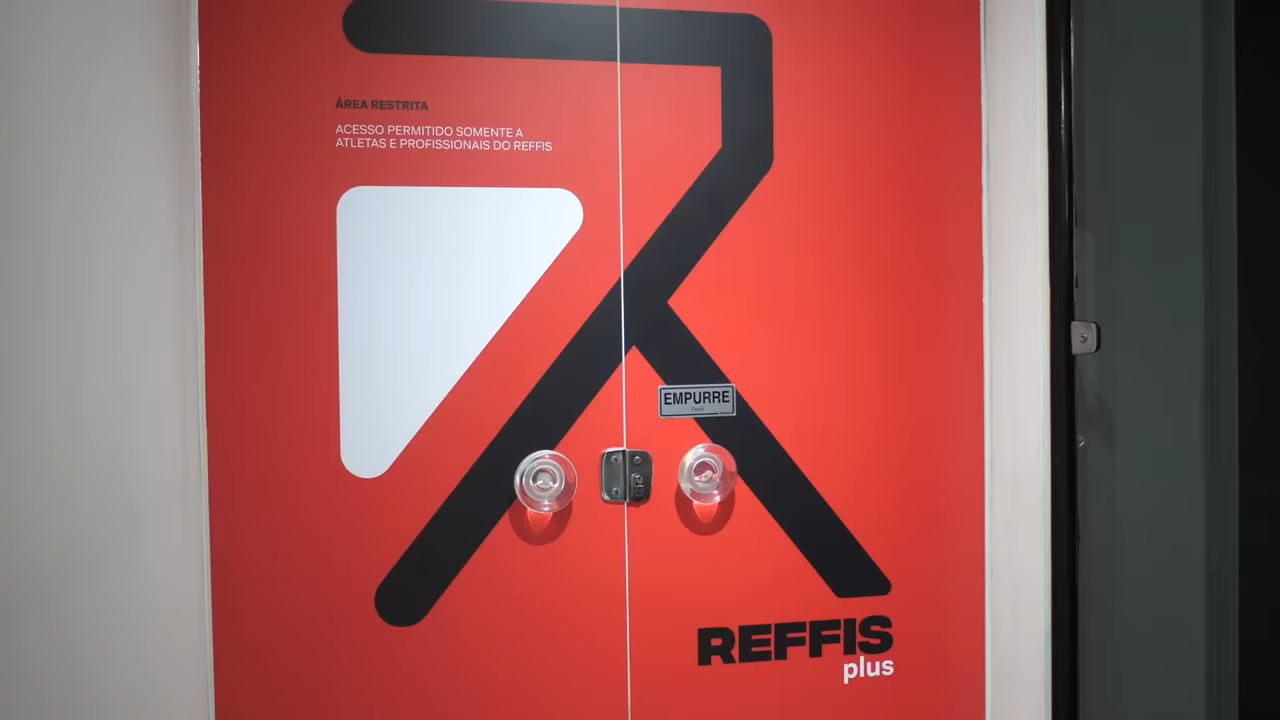 ÁREA RESTRITA
ACESSO PERMITIDO SOMENTE A
ATLETAS E PROFISSIONAIS DO REFFIS
EMPURRE
REFFIS
plus